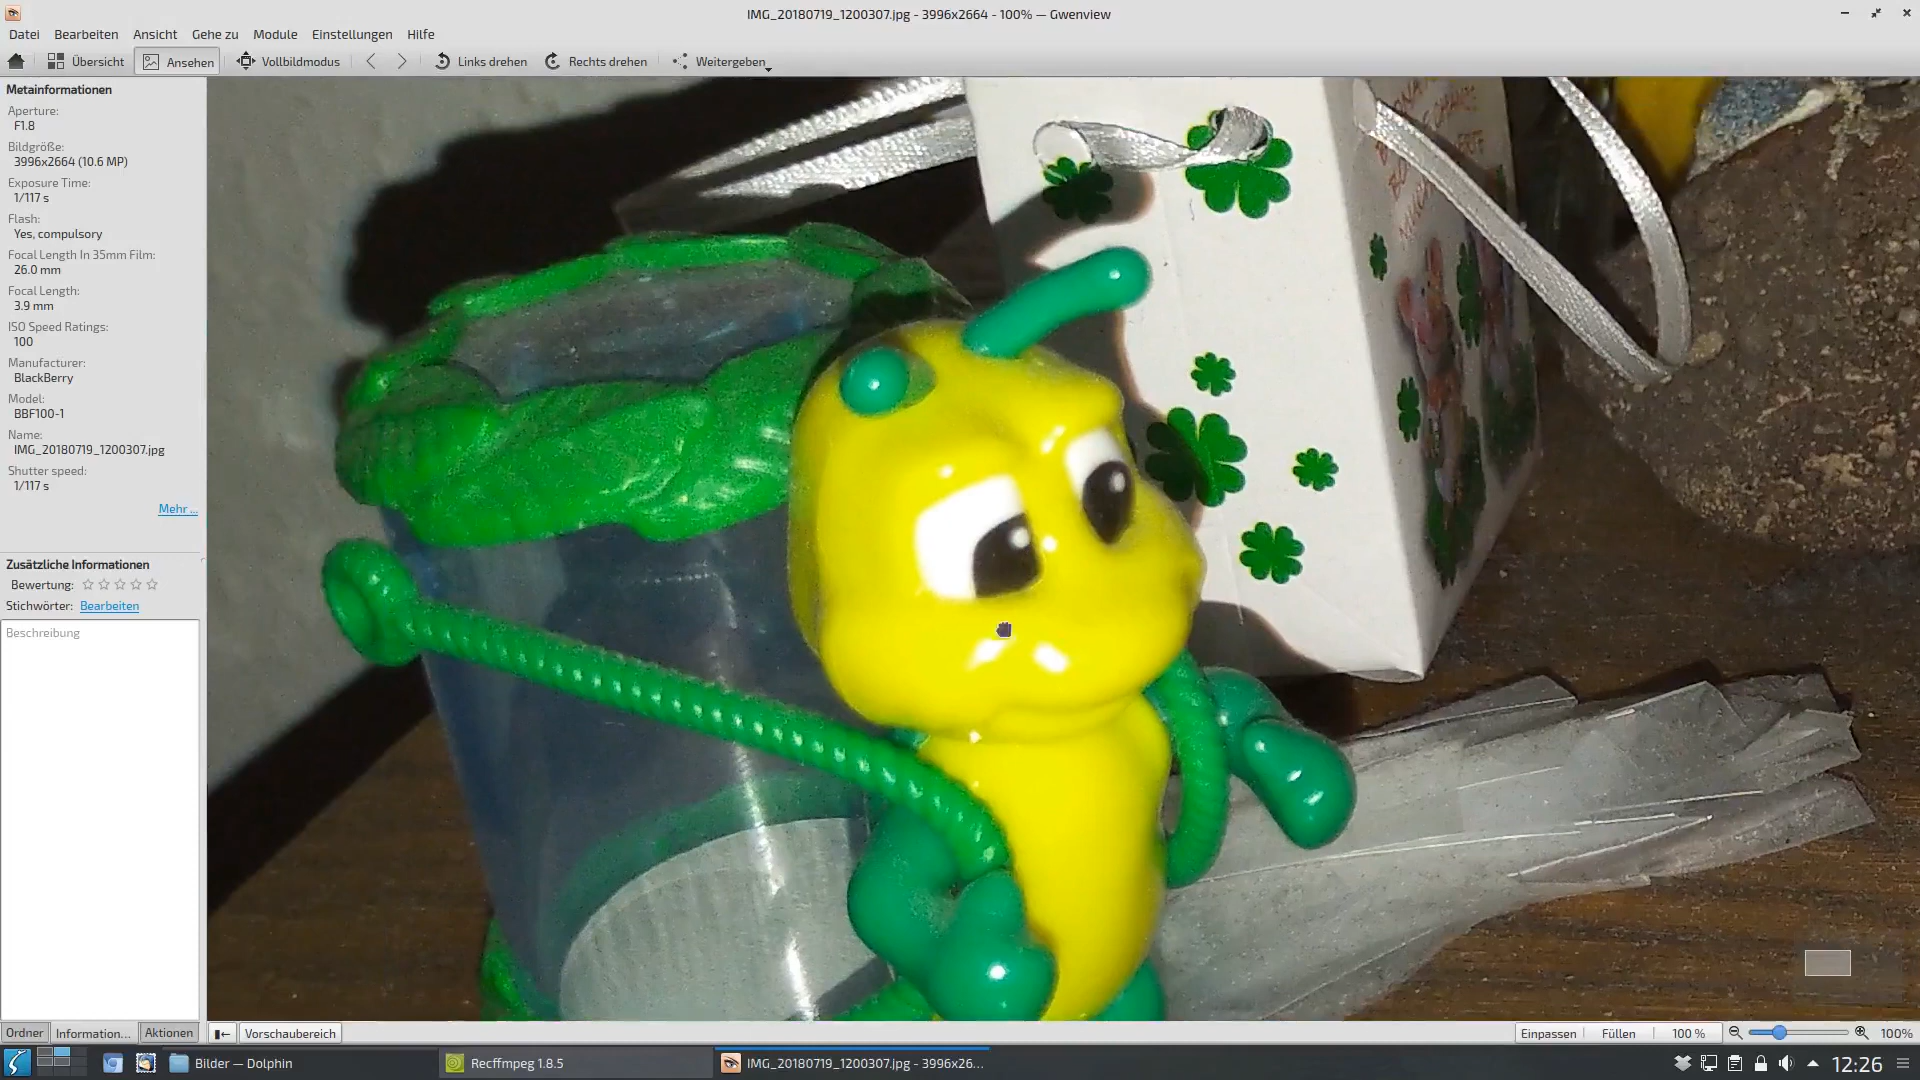 IMG_20180719_1200307.jpg - 3996x2664 - 100% — Gwenview
Datei Bearbeiten Ansicht Gehe zu Module Einstellungen Hilfe
Übersicht Ansehen Vollbildmodus Links drehen Rechts drehen Weitergeben
Metainformationen
Aperture:
F1.8
Bildgröße:
3996x2664 (10.6 MP)
Exposure Time:
1/117 s
Flash:
Yes, compulsory
Focal Length In 35mm Film:
26.0 mm
Focal Length:
3.9 mm
ISO Speed Ratings:
100
Manufacturer:
BlackBerry
Model:
BBF100-1
Name:
IMG_20180719_1200307.jpg
Shutter speed:
1/117 s
Mehr ...
Zusätzliche Informationen
Bewertung:
Stichwörter: Bearbeiten
Beschreibung
Ordner Information... Aktionen Vorschaubereich Einpassen Füllen 100 % 100%
Bilder — Dolphin Recffmpeg 1.8.5 IMG_20180719_1200307.jpg - 3996x26... 12:26